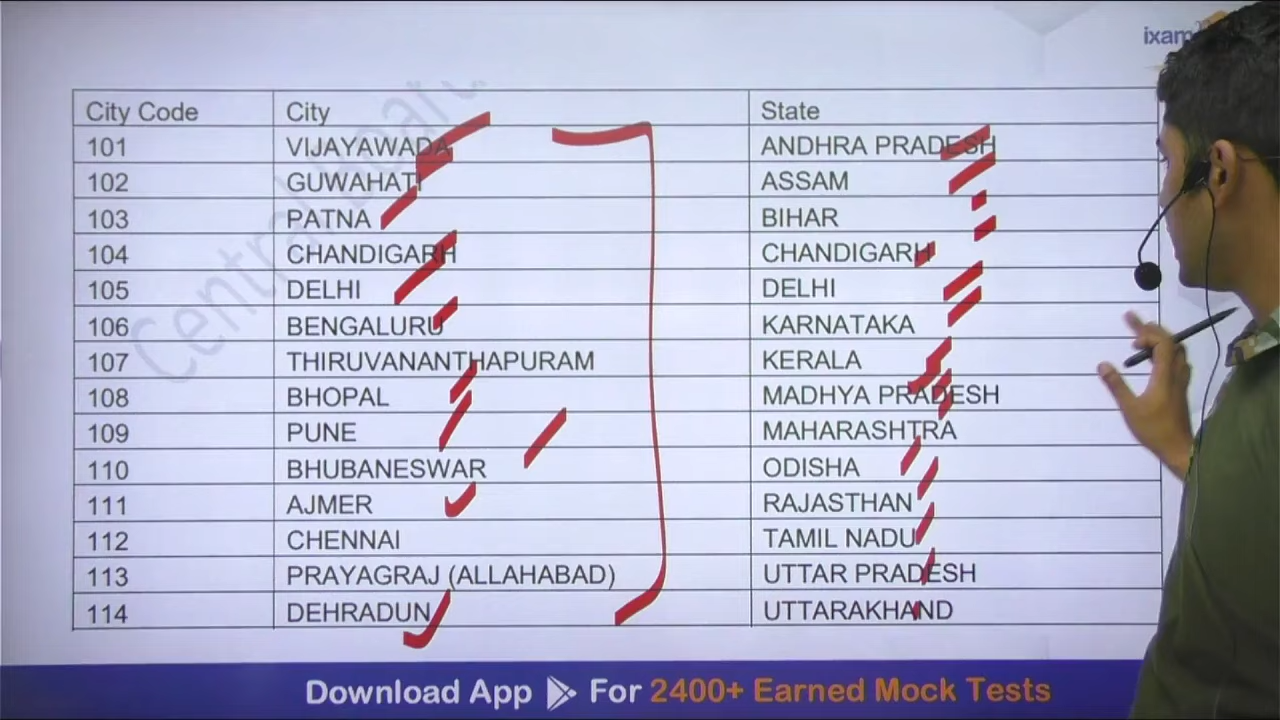 ixam
City Code City State
101 VIJAYAWADA ANDHRA PRADESH
102 GUWAHATI ASSAM
103 PATNA BIHAR
104 CHANDIGARH CHANDIGARH
105 DELHI DELHI
106 BENGALURU KARNATAKA
107 THIRUVANANTHAPURAM KERALA
108 BHOPAL MADHYA PRADESH
109 PUNE MAHARASHTRA
110 BHUBANESWAR ODISHA
111 AJMER RAJASTHAN
112 CHENNAI TAMIL NADU
113 PRAYAGRAJ (ALLAHABAD) UTTAR PRADESH
114 DEHRADUN UTTARAKHAND
Central
Download App For 2400+ Earned Mock Tests